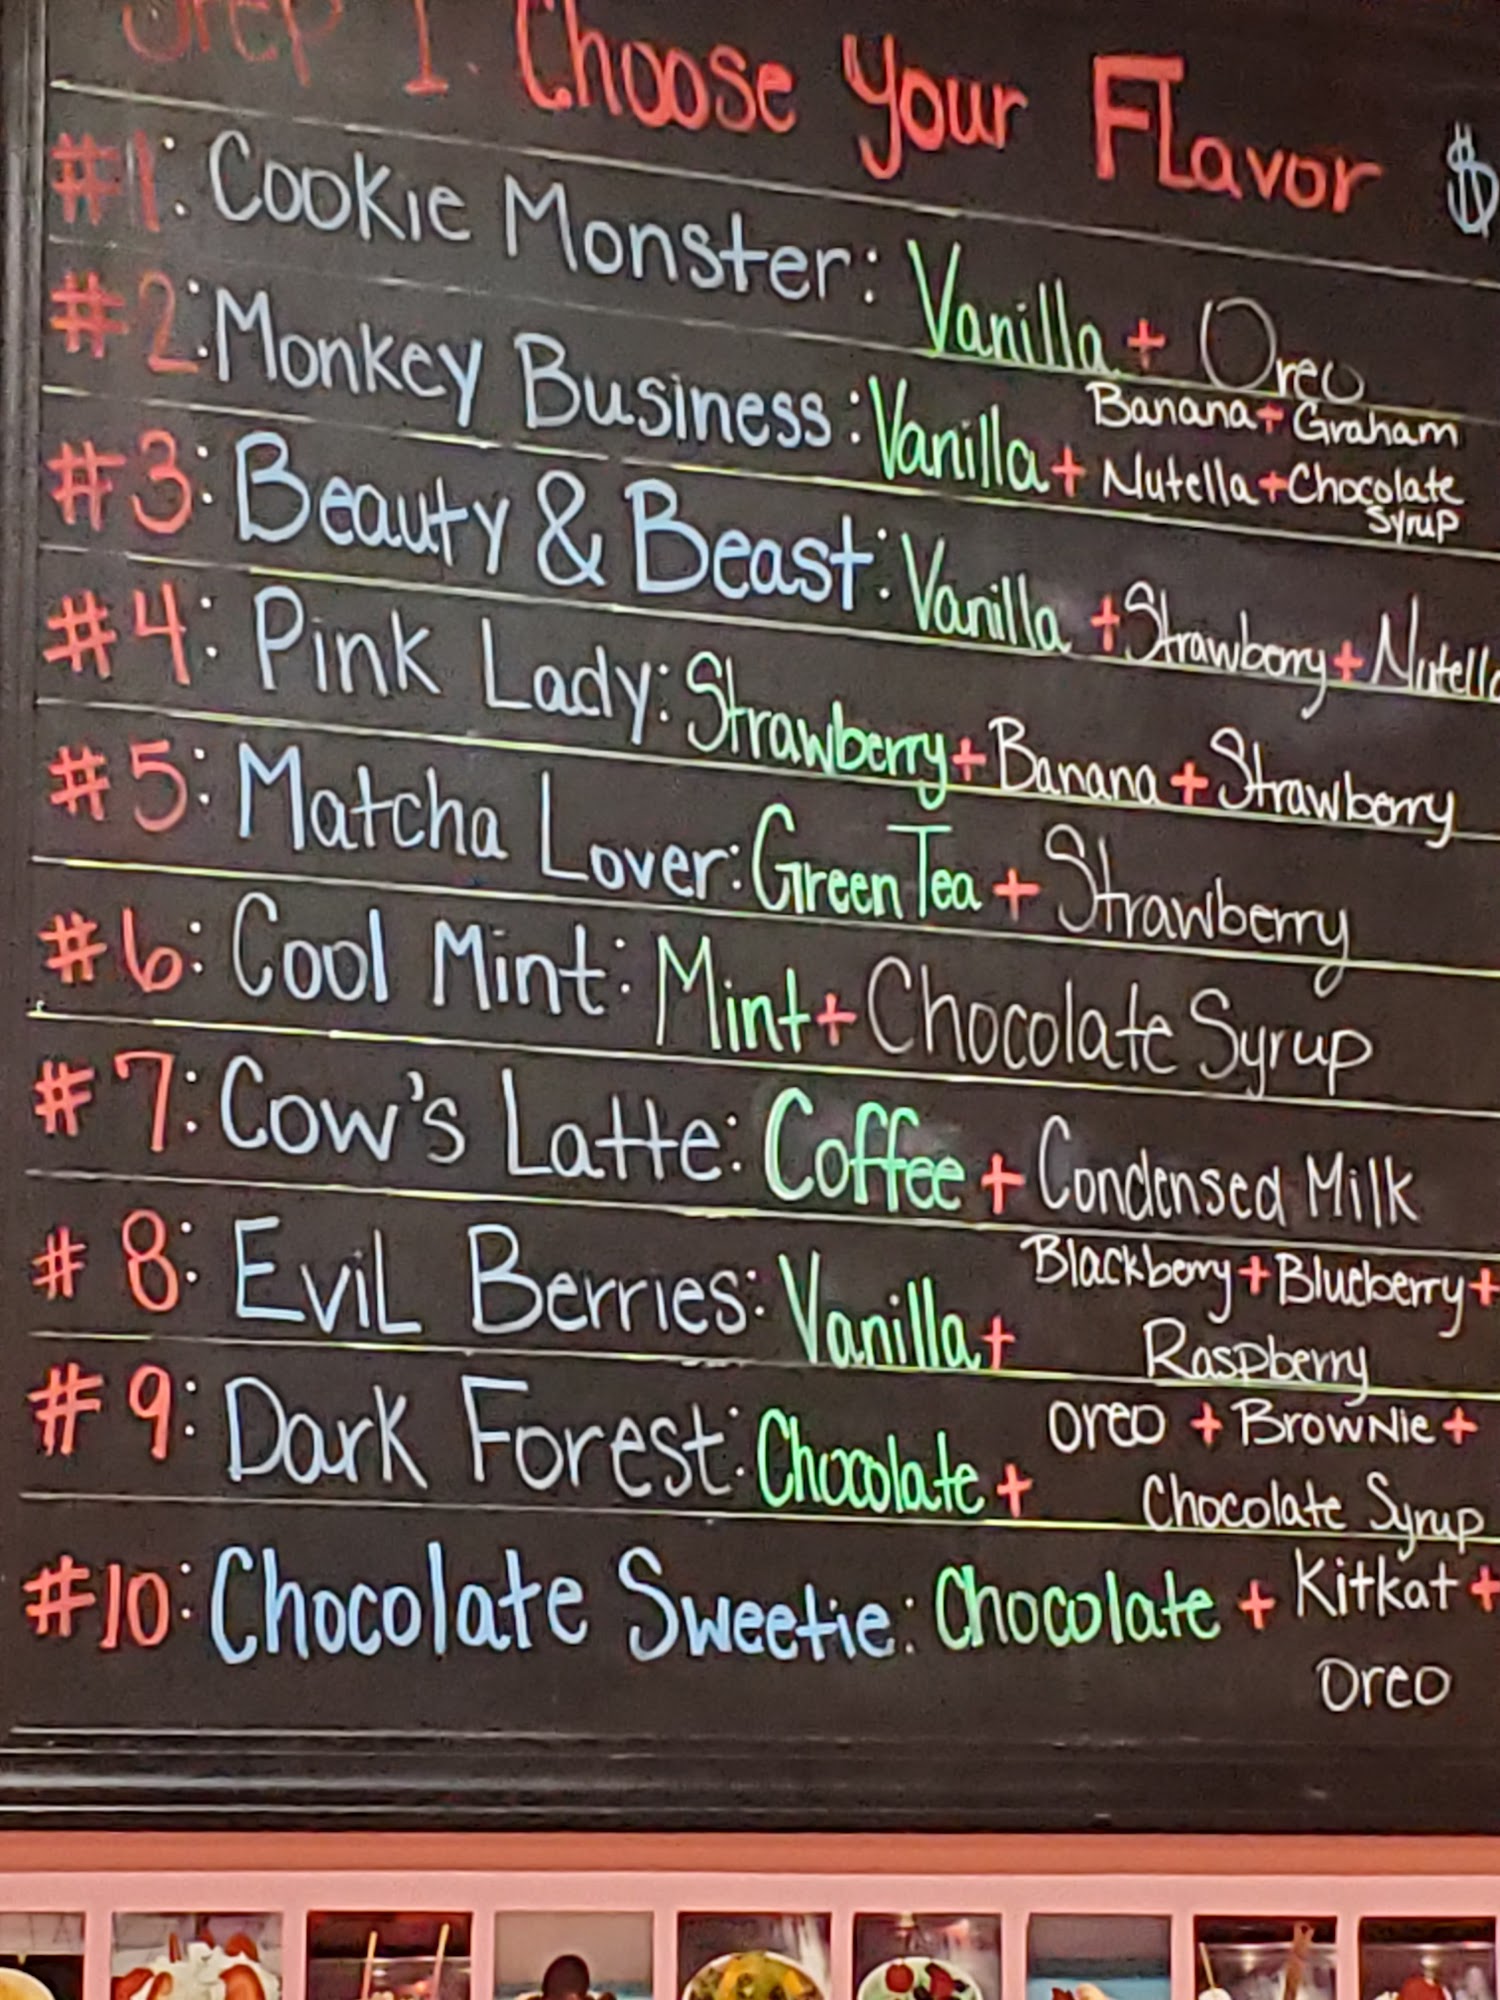 Step 1. Choose Your FLavor $
#1: Cookie Monster: Vanilla + Oreo
#2: Monkey Business: Vanilla + Banana + Graham
Nutella + Chocolate
Syrup
#3: Beauty & Beast: Vanilla + Strawberry + Nutella
#4: Pink Lady: Strawberry + Banana + Strawberry
#5: Matcha Lover: Green Tea + Strawberry
#6: Cool Mint: Mint + Chocolate Syrup
#7: Cow's Latte: Coffee + Condensed Milk
#8: EviL Berries: Vanilla + Blackberry + Blueberry +
Raspberry
#9: Dark Forest: Chocolate + Oreo + BrowNie +
Chocolate Syrup
#10: Chocolate Sweetie: Chocolate + Kitkat +
Oreo